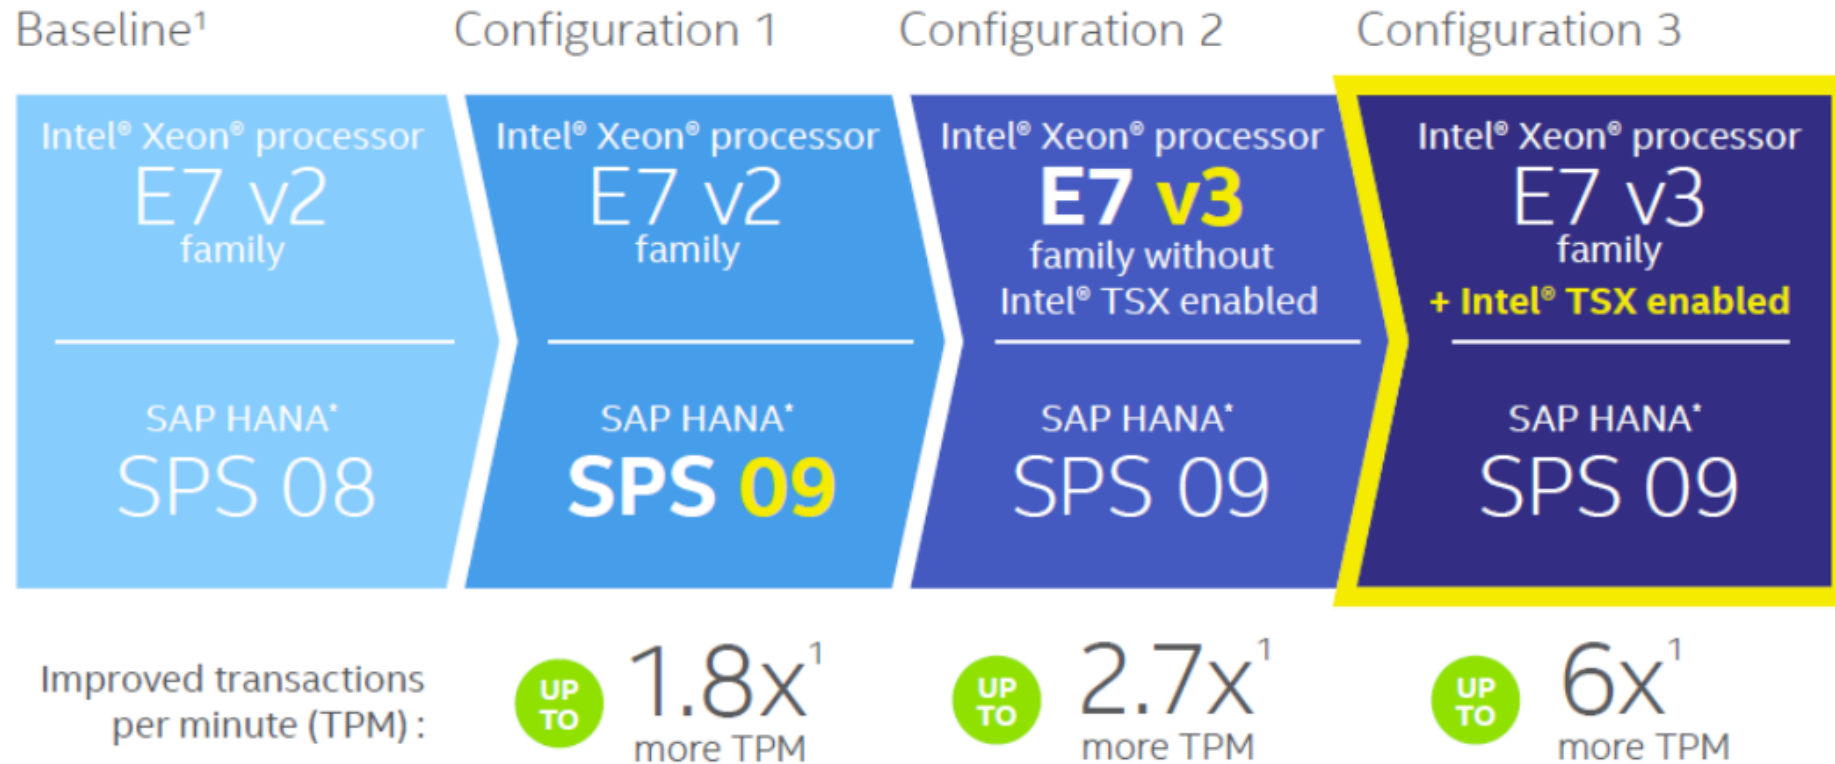 Baseline¹
Intel® Xeon® processor
E7 v2
family
SAP HANA*
SPS 08
Configuration 1
Intel® Xeon® processor
E7 v2
family
SAP HANA*
SPS 09
Configuration 2
Intel® Xeon® processor
E7 v3
family without
Intel® TSX enabled
SAP HANA*
SPS 09
Configuration 3
Intel® Xeon® processor
E7 v3
family
+ Intel® TSX enabled
SAP HANA*
SPS 09
Improved transactions
per minute (TPM) :
UP
TO
1.8x¹
more TPM
UP
TO
2.7x¹
more TPM
UP
TO
6x¹
more TPM